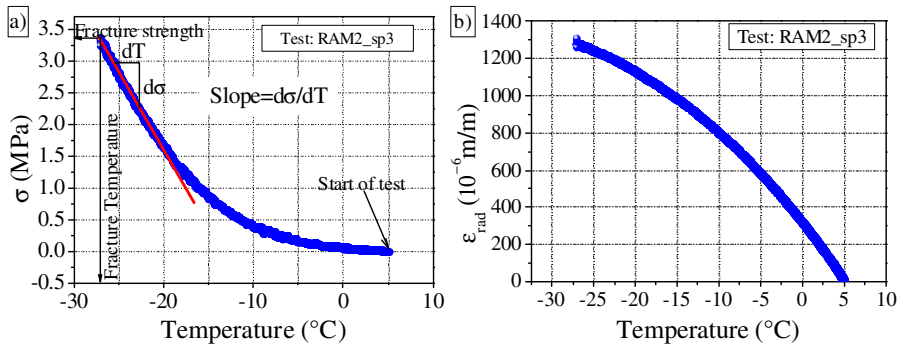 a)
Fracture strength
Test: RAM2_sp3
dT
dσ
Slope=dσ/dT
Start of test
Fracture Temperature
σ (MPa)
3.5
3.0
2.5
2.0
1.5
1.0
0.5
0.0
-0.5
-30
-20
-10
0
10
Temperature (°C)
b)
Test: RAM2_sp3
ε_rad (10⁻⁶m/m)
1400
1200
1000
800
600
400
200
0
-30
-25
-20
-15
-10
-5
0
5
10
Temperature (°C)